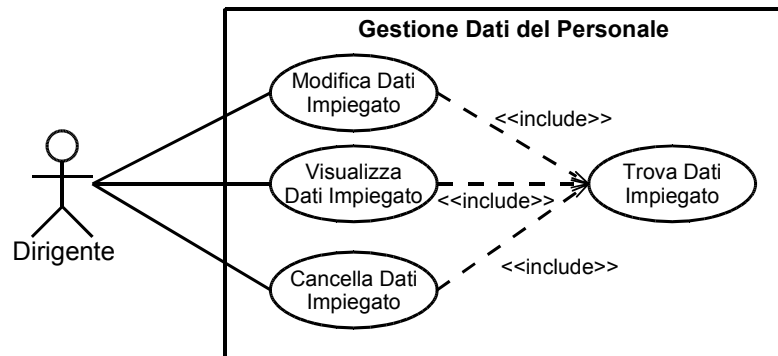 Gestione Dati del Personale
Modifica Dati
Impiegato
<<include>>
Visualizza
Dati Impiegato
<<include>>
Trova Dati
Impiegato
Dirigente
Cancella Dati
Impiegato
<<include>>